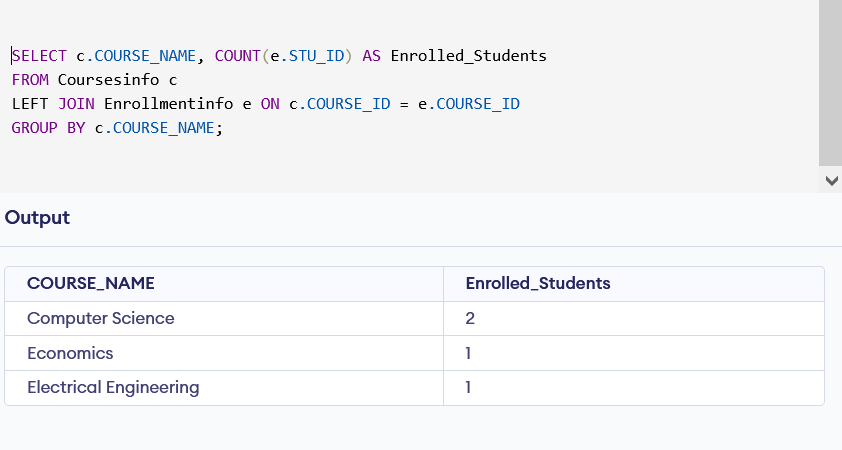 SELECT c.COURSE_NAME, COUNT(e.STU_ID) AS Enrolled_Students
FROM Coursesinfo c
LEFT JOIN Enrollmentinfo e ON c.COURSE_ID = e.COURSE_ID
GROUP BY c.COURSE_NAME;
Output
COURSE_NAME Enrolled_Students
Computer Science 2
Economics 1
Electrical Engineering 1